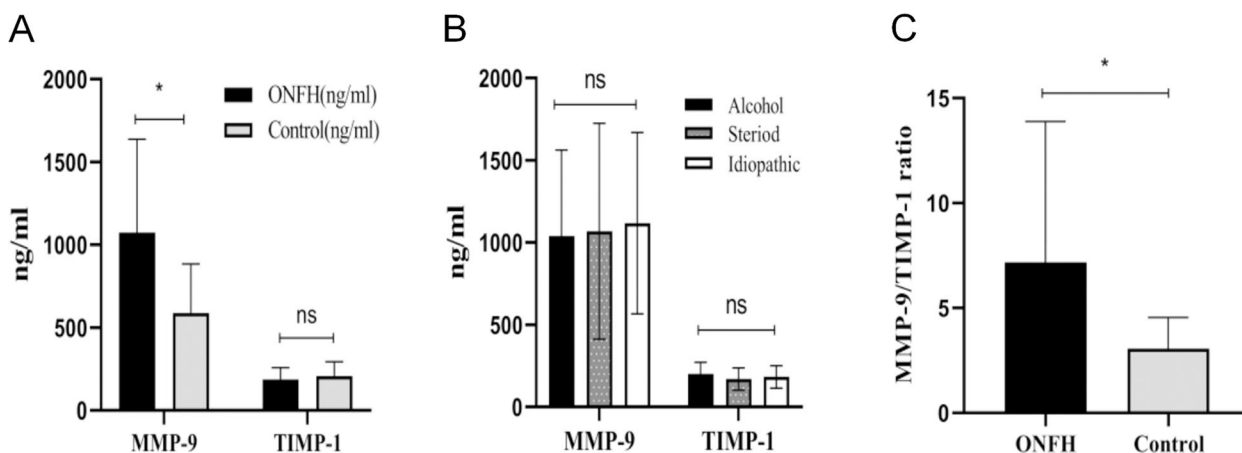 A
2000
1500
1000
500
0
ng/ml
*
ns
ONFH(ng/ml)
Control(ng/ml)
MMP-9
TIMP-1
B
2000
1500
1000
500
0
ng/ml
ns
ns
Alcohol
Steriod
Idiopathic
MMP-9
TIMP-1
C
15
10
5
0
MMP-9/TIMP-1 ratio
*
ONFH
Control